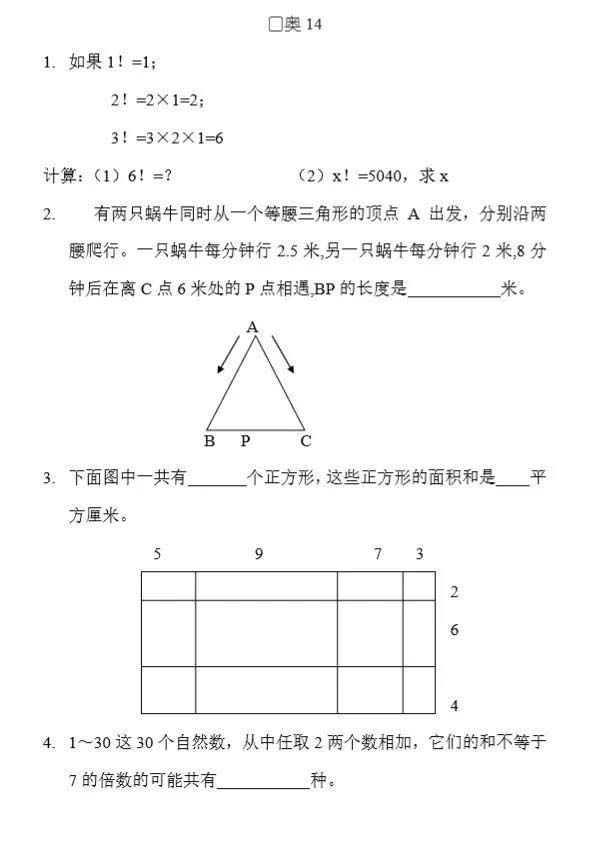 □奥 14
1. 如果 1！=1；
2！=2×1=2；
3！=3×2×1=6
计算：（1）6！=？ （2）x！=5040，求 x
2. 有两只蜗牛同时从一个等腰三角形的顶点 A 出发，分别沿两
腰爬行。一只蜗牛每分钟行 2.5 米,另一只蜗牛每分钟行 2 米,8 分
钟后在离 C 点 6 米处的 P 点相遇,BP 的长度是___________米。
A
B P C
3. 下面图中一共有_______个正方形，这些正方形的面积和是____平
方厘米。
5 9 7 3
2
6
4
4. 1～30 这 30 个自然数，从中任取 2 两个数相加，它们的和不等于
7 的倍数的可能共有___________种。